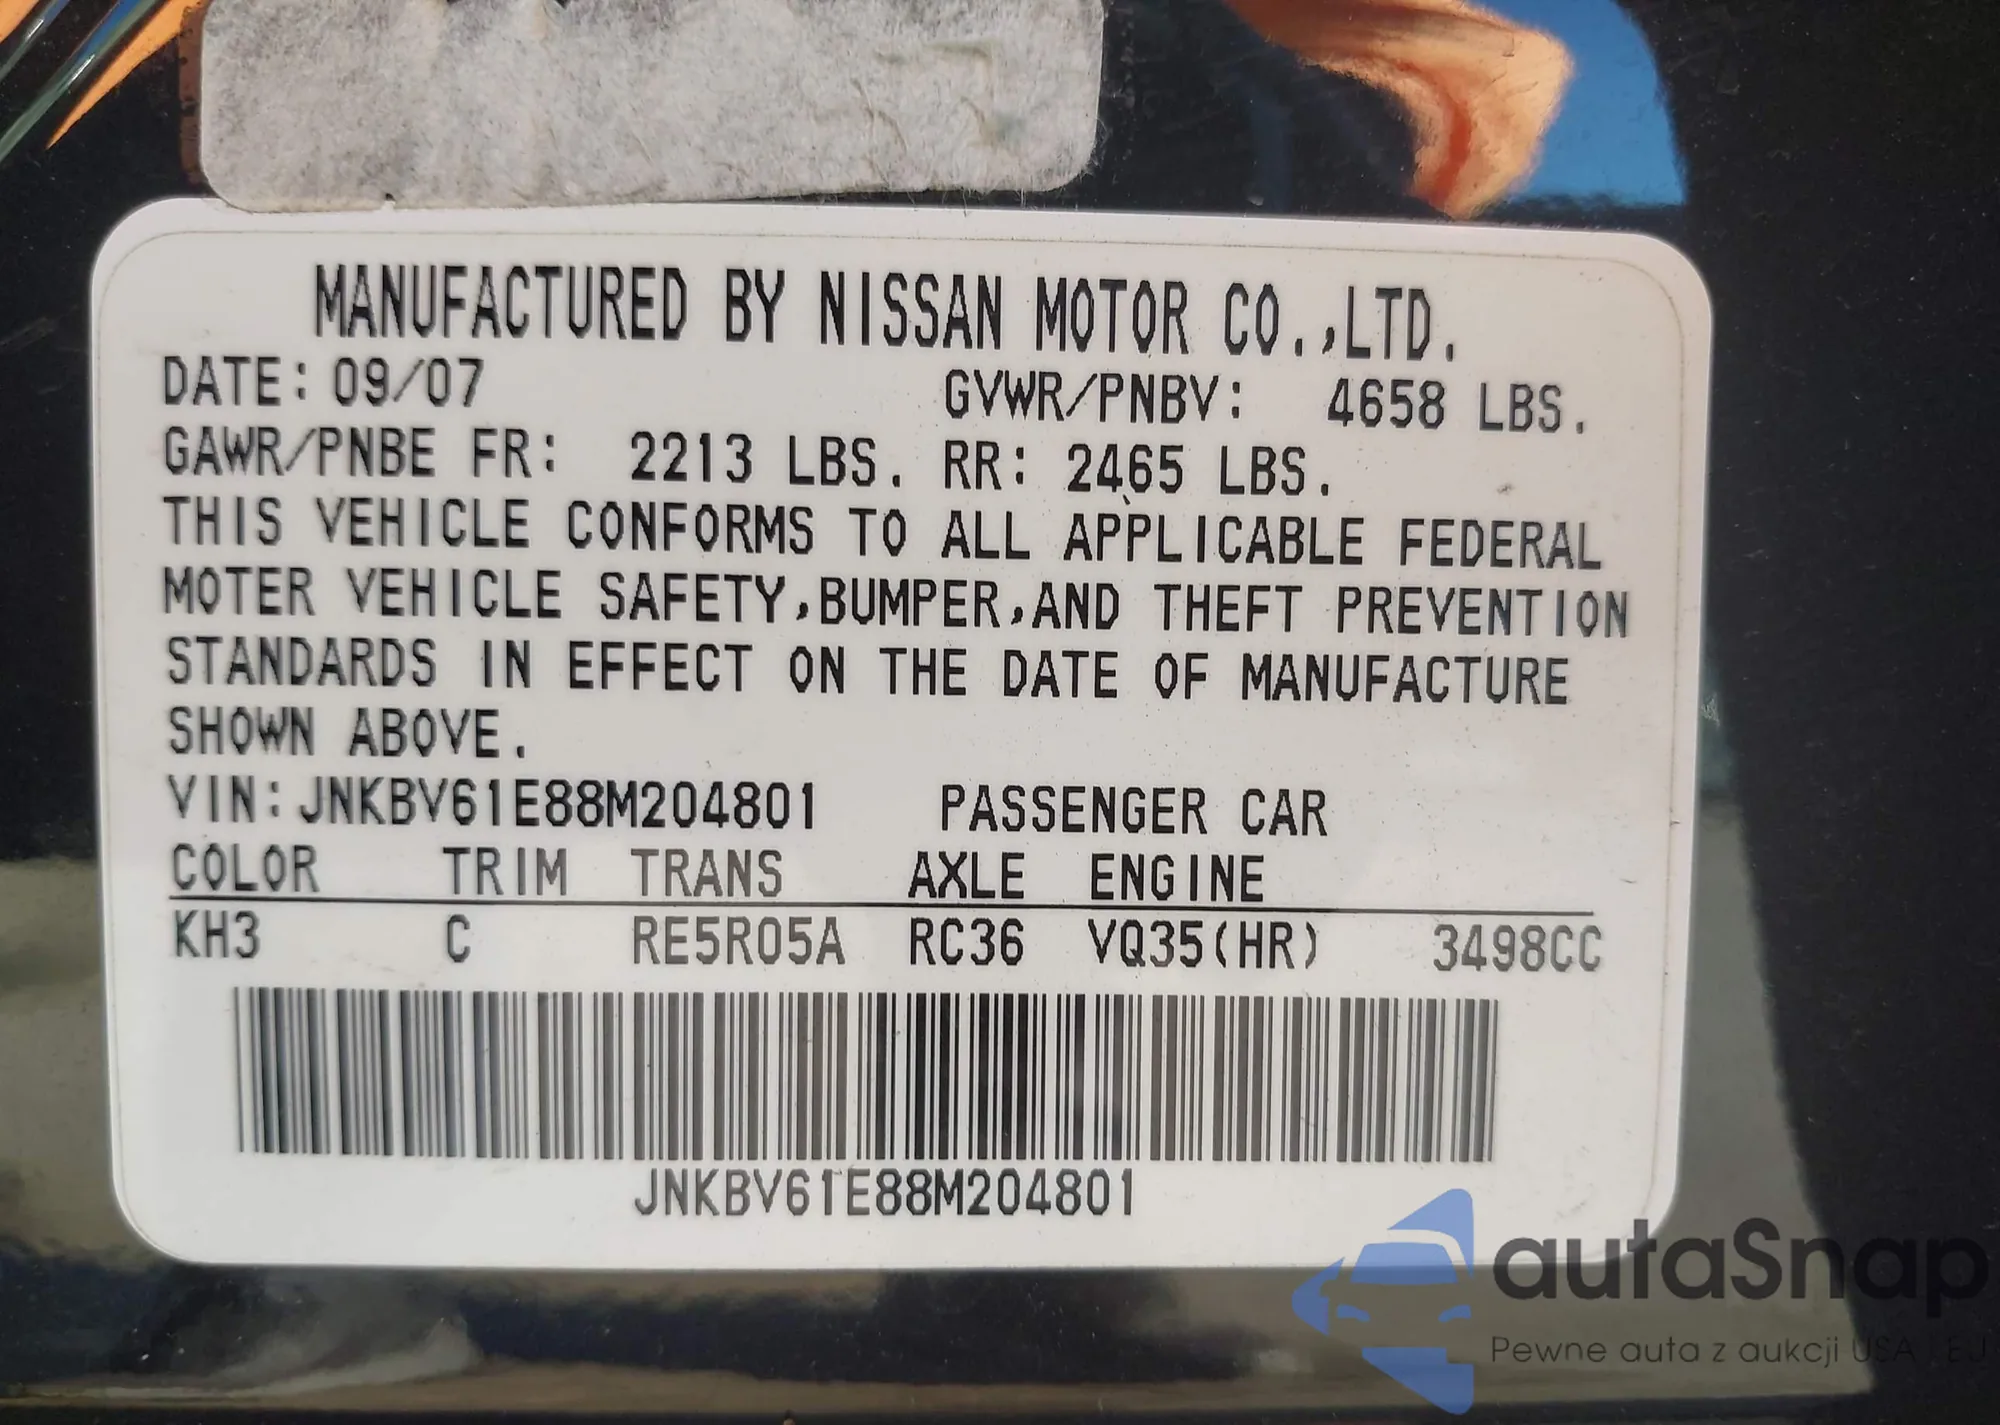 MANUFACTURED BY NISSAN MOTOR CO.,LTD.
DATE: 09/07 GVWR/PNBV: 4658 LBS.
GAWR/PNBE FR: 2213 LBS. RR: 2465 LBS.
THIS VEHICLE CONFORMS TO ALL APPLICABLE FEDERAL
MOTER VEHICLE SAFETY,BUMPER,AND THEFT PREVENTION
STANDARDS IN EFFECT ON THE DATE OF MANUFACTURE
SHOWN ABOVE.
VIN:JNKBV61E88M204801 PASSENGER CAR
COLOR TRIM TRANS AXLE ENGINE
KH3 C RE5R05A RC36 VQ35(HR) 3498CC
JNKBV61E88M204801
autaSnap
Pewne auto z aukcji USA